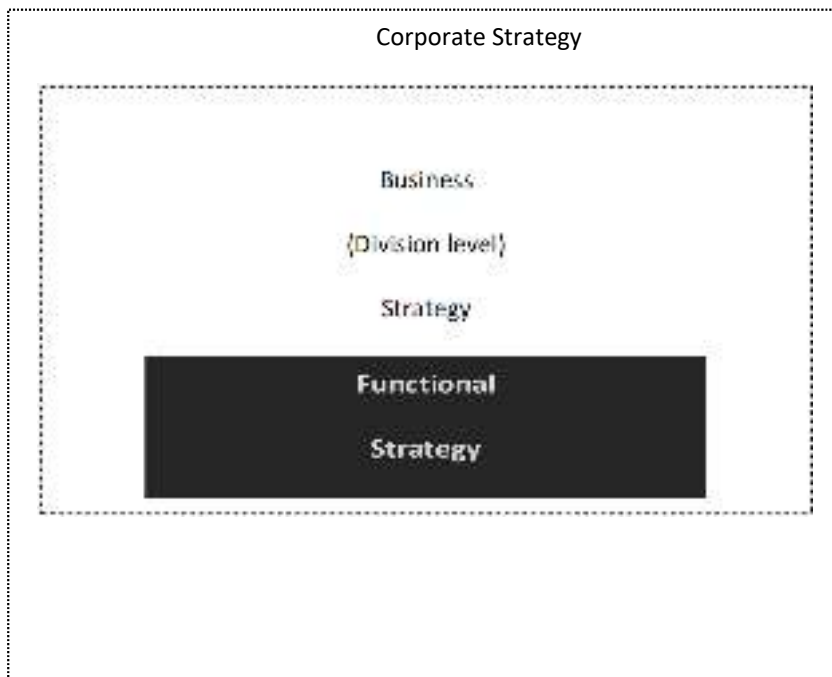 Corporate Strategy
Business
(Division level)
Strategy
Functional
Strategy